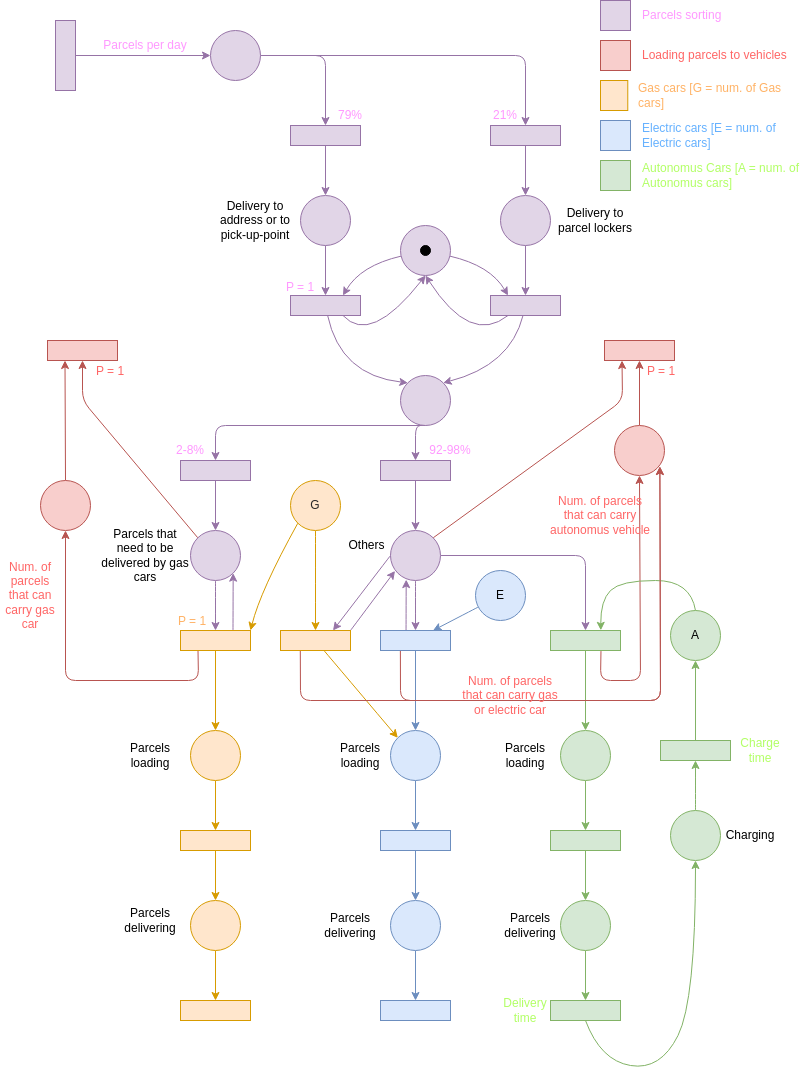 Parcels sorting
Parcels per day
Loading parcels to vehicles
Gas cars [G = num. of Gas
cars]
79%
21%
Electric cars [E = num. of
Electric cars]
Autonomus Cars [A = num. of
Autonomus cars]
Delivery to
address or to
pick-up-point
Delivery to
parcel lockers
P = 1
P = 1
P = 1
2-8%
92-98%
G
Num. of parcels
that can carry
autonomus vehicle
Parcels that
need to be
delivered by gas
cars
Others
Num. of
parcels
that can
carry gas
car
E
P = 1
A
Num. of parcels
that can carry gas
or electric car
Parcels
loading
Parcels
loading
Parcels
loading
Charge
time
Charging
Parcels
delivering
Parcels
delivering
Parcels
delivering
Delivery
time